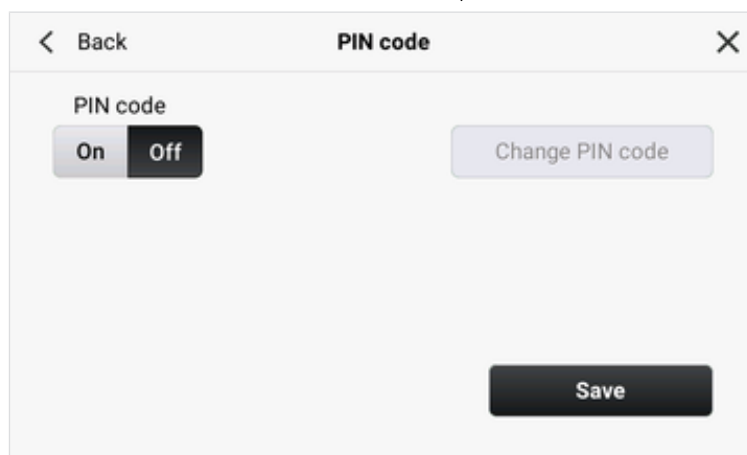 Back PIN code
PIN code
On Off Change PIN code
Save